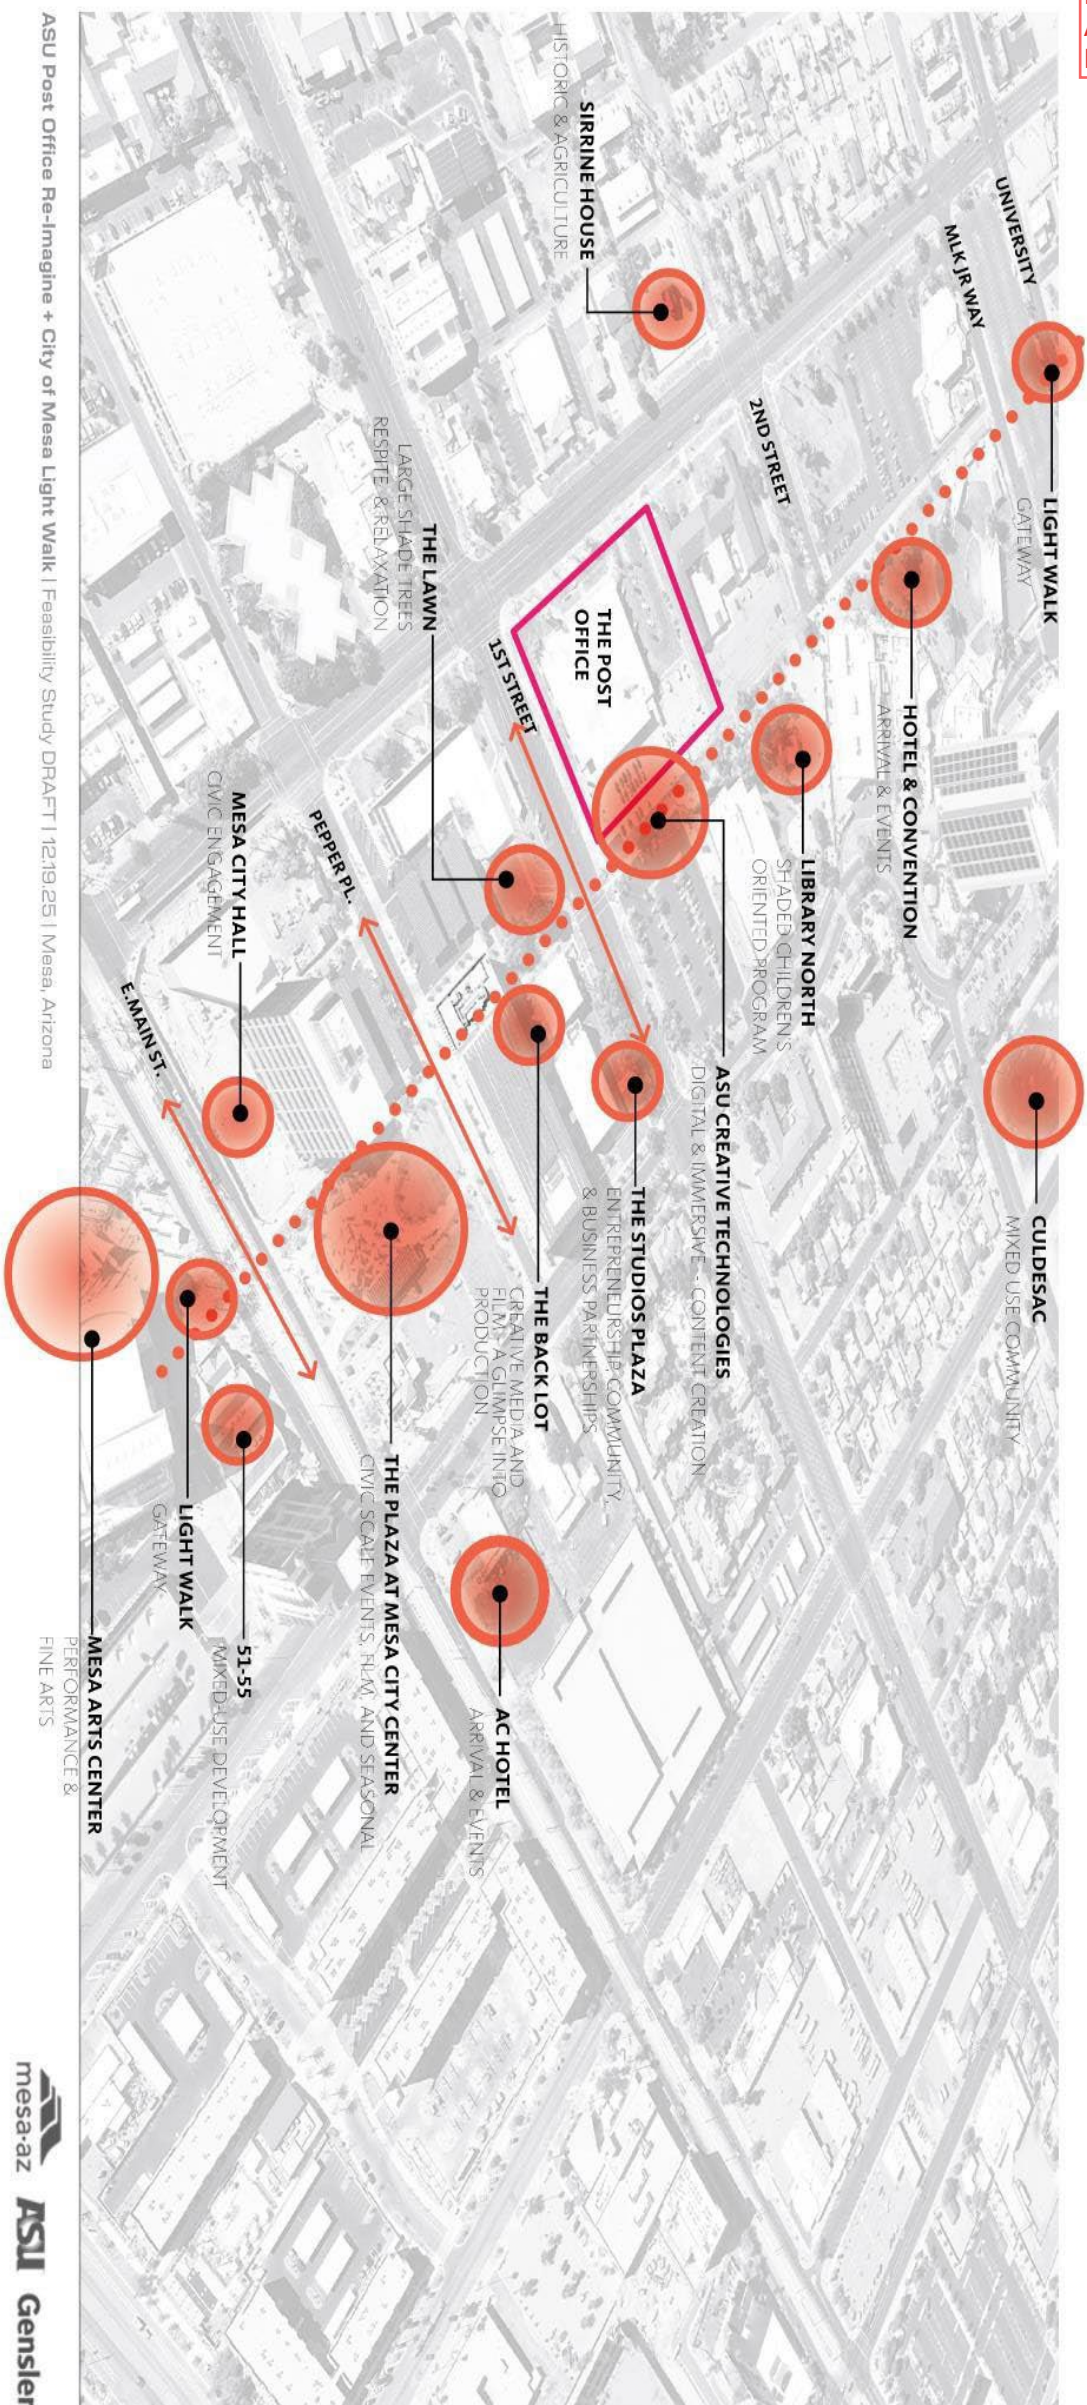 UNIVERSITY
MLK JR WAY
LIGHT WALK
GATEWAY
SIRRINE HOUSE
HISTORIC & AGRICULTURE
2ND STREET
HOTEL & CONVENTION
ARRIVAL & EVENTS
THE POST
OFFICE
LIBRARY NORTH
SHADED CHILDREN'S
ORIENTED PROGRAM
CULDESAC
MIXED USE COMMUNITY
THE LAWN
LARGE SHADE TREES
RESPITE & RELAXATION
1ST STREET
ASU CREATIVE TECHNOLOGIES
DIGITAL & IMMERSIVE - CONTENT CREATION
THE STUDIOS PLAZA
ENTREPRENEURSHIP, COMMUNITY,
& BUSINESS PARTNERSHIPS
PEPPER PL.
THE BACK LOT
CREATIVE MEDIA AND
FILM - A GLIMPSE INTO
PRODUCTION
MESA CITY HALL
CIVIC ENGAGEMENT
E.MAIN ST.
THE PLAZA AT MESA CITY CENTER
CIVIC SCALE EVENTS, FILM, AND SEASONAL
AC HOTEL
ARRIVAL & EVENTS
51-55
MIXED-USE DEVELOPMENT
LIGHT WALK
GATEWAY
MESA ARTS CENTER
PERFORMANCE &
FINE ARTS
ASU Post Office Re-Imagine + City of Mesa Light Walk | Feasibility Study DRAFT | 12.19.25 | Mesa, Arizona
mesa·az
ASU
Gensler